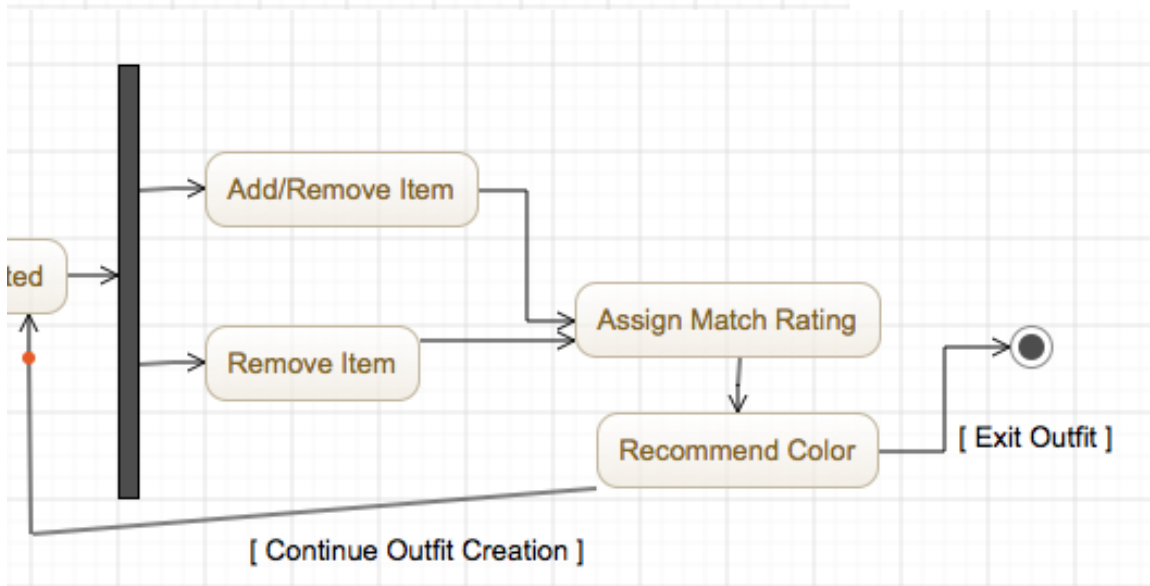 Add/Remove Item
ted
Assign Match Rating
Remove Item
Recommend Color
[ Exit Outfit ]
[ Continue Outfit Creation ]